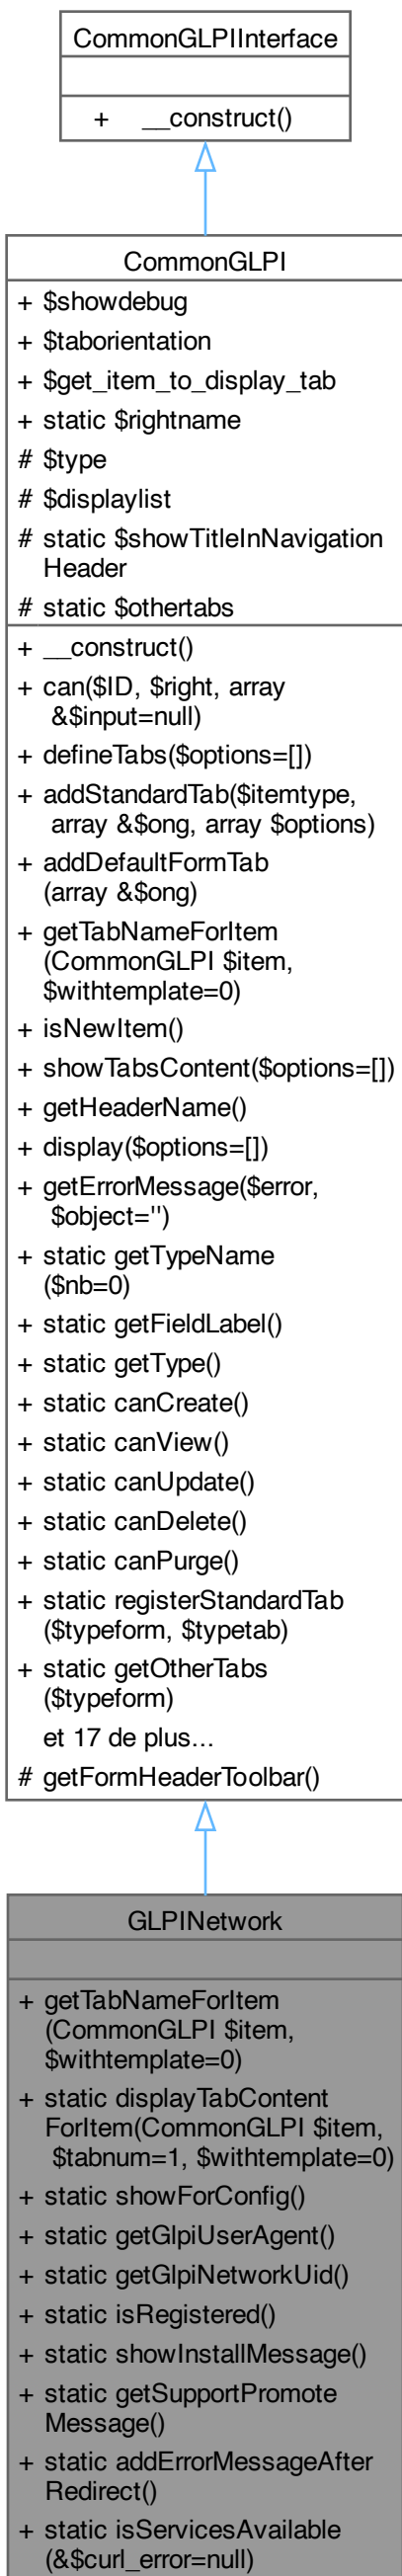 CommonGLPIInterface
+ __construct()
CommonGLPI
+ $showdebug
+ $taborientation
+ $get_item_to_display_tab
+ static $rightname
# $type
# $displaylist
# static $showTitleInNavigation
Header
# static $othertabs
+ __construct()
+ can($ID, $right, array
&$input=null)
+ defineTabs($options=[])
+ addStandardTab($itemtype,
array &$ong, array $options)
+ addDefaultFormTab
(array &$ong)
+ getTabNameForItem
(CommonGLPI $item,
$withtemplate=0)
+ isNewItem()
+ showTabsContent($options=[])
+ getHeaderName()
+ display($options=[])
+ getErrorMessage($error,
$object='')
+ static getTypeName
($nb=0)
+ static getFieldLabel()
+ static getType()
+ static canCreate()
+ static canView()
+ static canUpdate()
+ static canDelete()
+ static canPurge()
+ static registerStandardTab
($typeform, $typetab)
+ static getOtherTabs
($typeform)
et 17 de plus...
# getFormHeaderToolbar()
GLPINetwork
+ getTabNameForItem
(CommonGLPI $item,
$withtemplate=0)
+ static displayTabContent
ForItem(CommonGLPI $item,
$tabnum=1, $withtemplate=0)
+ static showForConfig()
+ static getGlpiUserAgent()
+ static getGlpiNetworkUid()
+ static isRegistered()
+ static showInstallMessage()
+ static getSupportPromote
Message()
+ static addErrorMessageAfter
Redirect()
+ static isServicesAvailable
(&$curl_error=null)